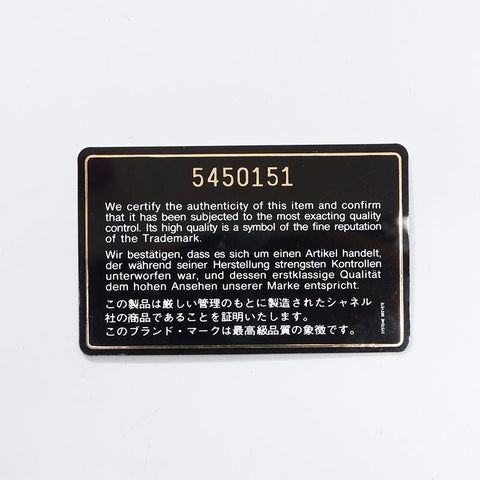 5450151
We certify the authenticity of this item and confirm
that it has been subjected to the most exacting quality
control. Its high quality is a symbol of the fine reputation
of the Trademark.
Wir bestätigen, dass es sich um einen Artikel handelt,
der während seiner Herstellung strengsten Kontrollen
unterworfen war, und dessen erstklassige Qualität
dem hohen Ansehen unserer Marke entspricht.
この製品は厳しい管理のもとに製造されたシャネル
社の商品であることを証明いたします。
このブランド・マークは最高級品質の象徴です。